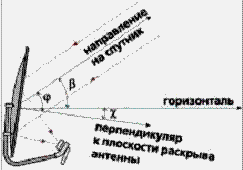 направление
на спутник
β
φ
горизонталь
χ
перпендикуляр
к плоскости раскрыва
антенны